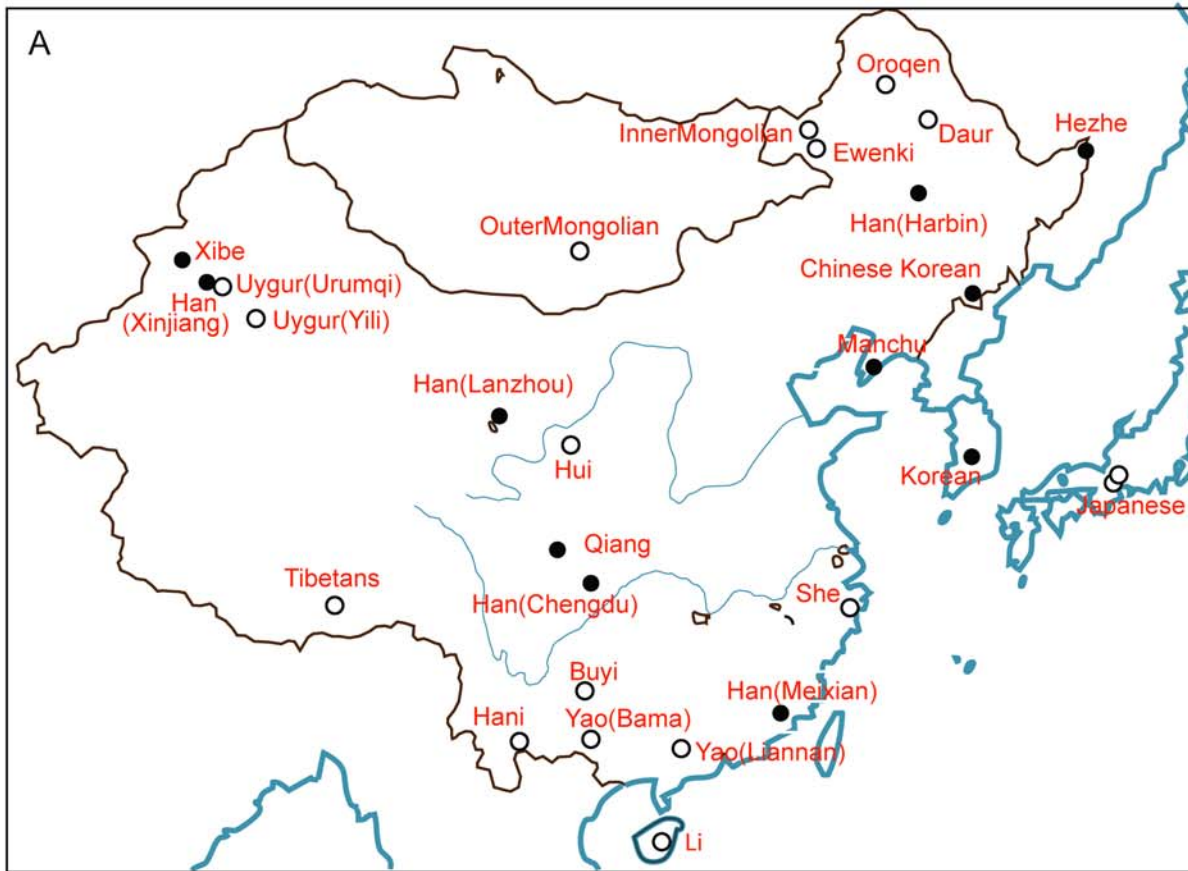 A
Oroqen
InnerMongolian
Daur
Hezhe
Ewenki
Han(Harbin)
OuterMongolian
Xibe
Chinese Korean
Uygur(Urumqi)
Han
(Xinjiang)
Uygur(Yili)
Manchu
Han(Lanzhou)
Hui
Korean
Japanese
Qiang
Tibetans
She
Han(Chengdu)
Buyi
Han(Meixian)
Hani
Yao(Bama)
Yao(Liannan)
Li